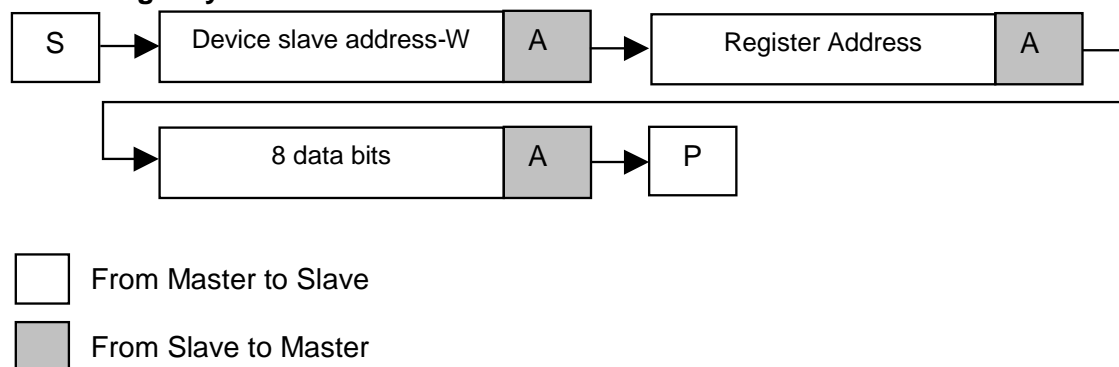 S Device slave address-W A Register Address A
8 data bits A P
From Master to Slave
From Slave to Master